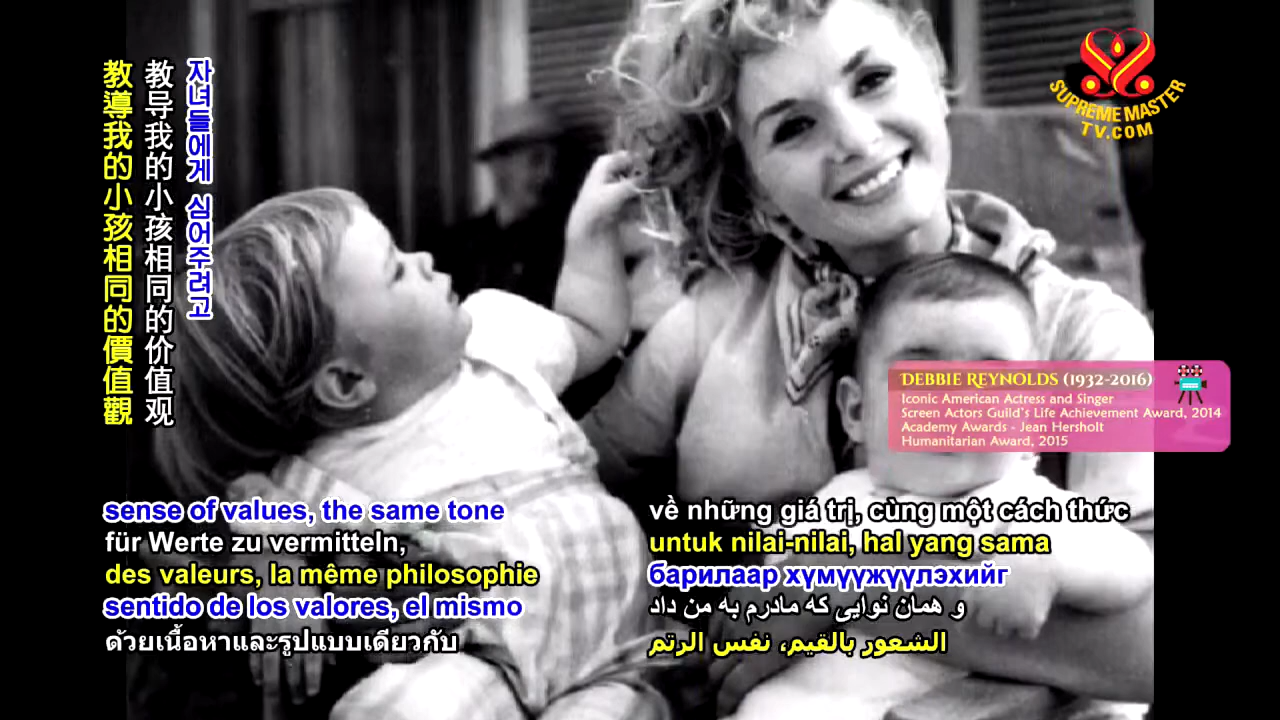 教導我的小孩相同的價值觀
教导我的小孩相同的价值观
자녀들에게 심어주려고
SUPREME MASTER
TV.COM
DEBBIE REYNOLDS (1932-2016)
Iconic American Actress and Singer
Screen Actors Guild's Life Achievement Award, 2014
Academy Awards - Jean Hersholt
Humanitarian Award, 2015
sense of values, the same tone
für Werte zu vermitteln,
des valeurs, la même philosophie
sentido de los valores, el mismo
ด้วยเนื้อหาและรูปแบบเดียวกับ
về những giá trị, cùng một cách thức
untuk nilai-nilai, hal yang sama
барилаар хүмүүжүүлэхийг
و همان نوایی که مادرم به من داد
الشعور بالقيم، نفس الرتم